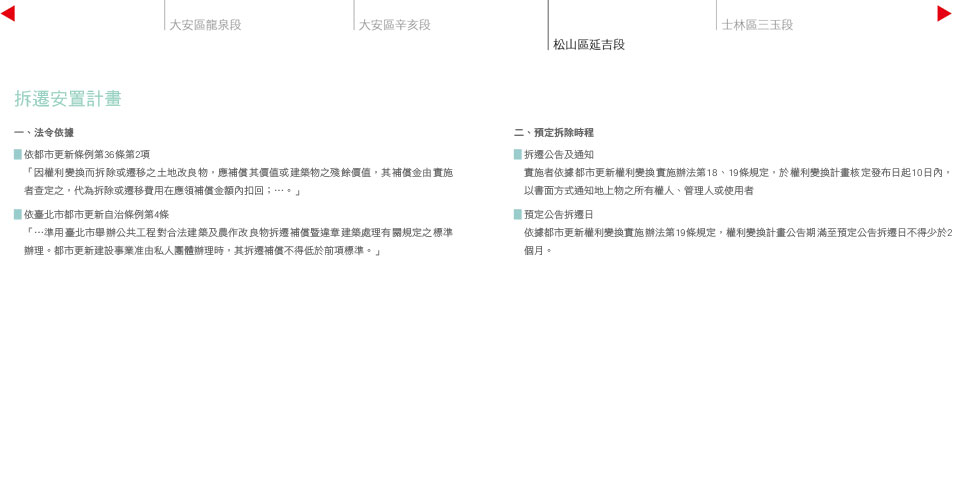 大安區龍泉段
大安區辛亥段
松山區延吉段
士林區三玉段
拆遷安置計畫
一、法令依據
依都市更新條例第36條第2項
「因權利變換而拆除或遷移之土地改良物，應補償其價值或建築物之殘餘價值，其補償金由實施
者查定之，代為拆除或遷移費用在應領補償金額內扣回；…。」
依臺北市都市更新自治條例第4條
「…準用臺北市舉辦公共工程對合法建築及農作改良物拆遷補償暨違章建築處理有關規定之標準
辦理。都市更新建設事業准由私人團體辦理時，其拆遷補償不得低於前項標準。」
二、預定拆除時程
拆遷公告及通知
實施者依據都市更新權利變換實施辦法第18、19條規定，於權利變換計畫核定發布日起10日內，
以書面方式通知地上物之所有權人、管理人或使用者
預定公告拆遷日
依據都市更新權利變換實施辦法第19條規定，權利變換計畫公告期滿至預定公告拆遷日不得少於2
個月。